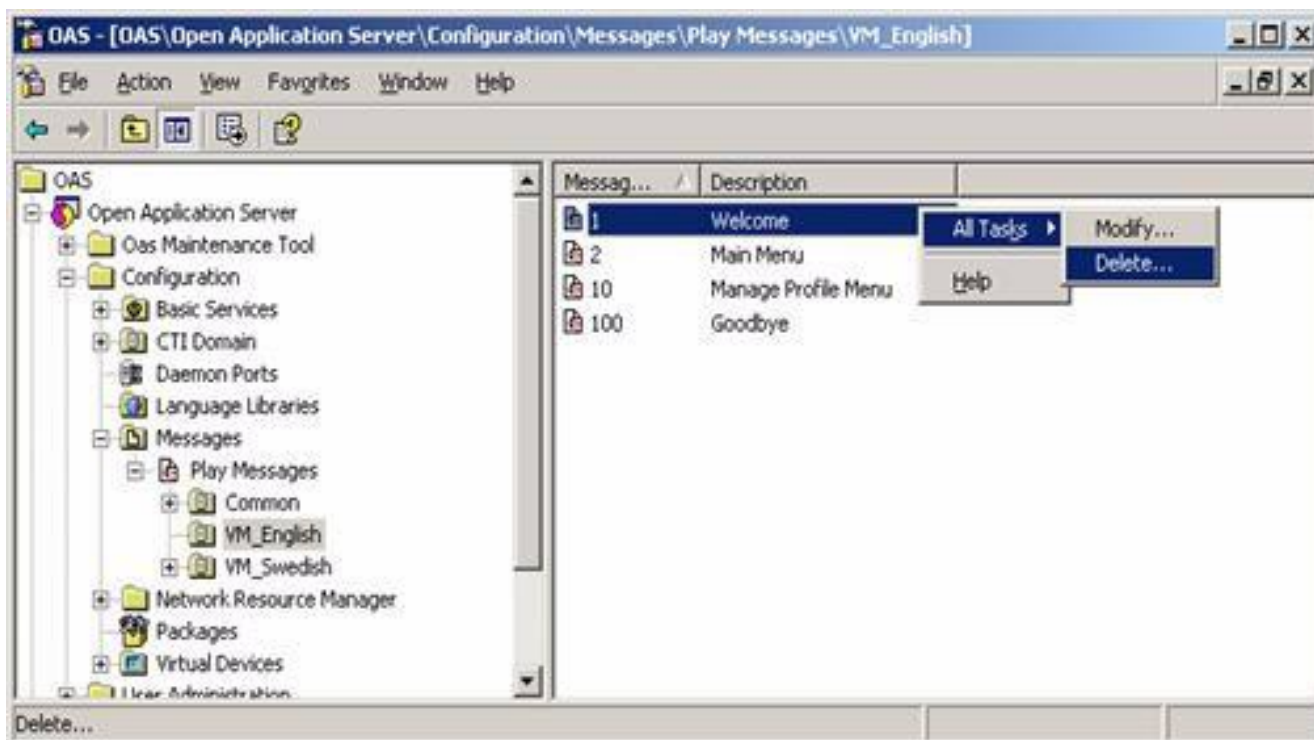 OAS - [OAS\Open Application Server\Configuration\Messages\Play Messages\VM_English]
File Action View Favorites Window Help
OAS
Open Application Server
Oas Maintenance Tool
Configuration
Basic Services
CTI Domain
Daemon Ports
Language Libraries
Messages
Play Messages
Common
VM_English
VM_Swedish
Network Resource Manager
Packages
Virtual Devices
User Administration
Messag... Description
1 Welcome
2 Main Menu
10 Manage Profile Menu
100 Goodbye
All Tasks
Help
Modify...
Delete...
Delete...